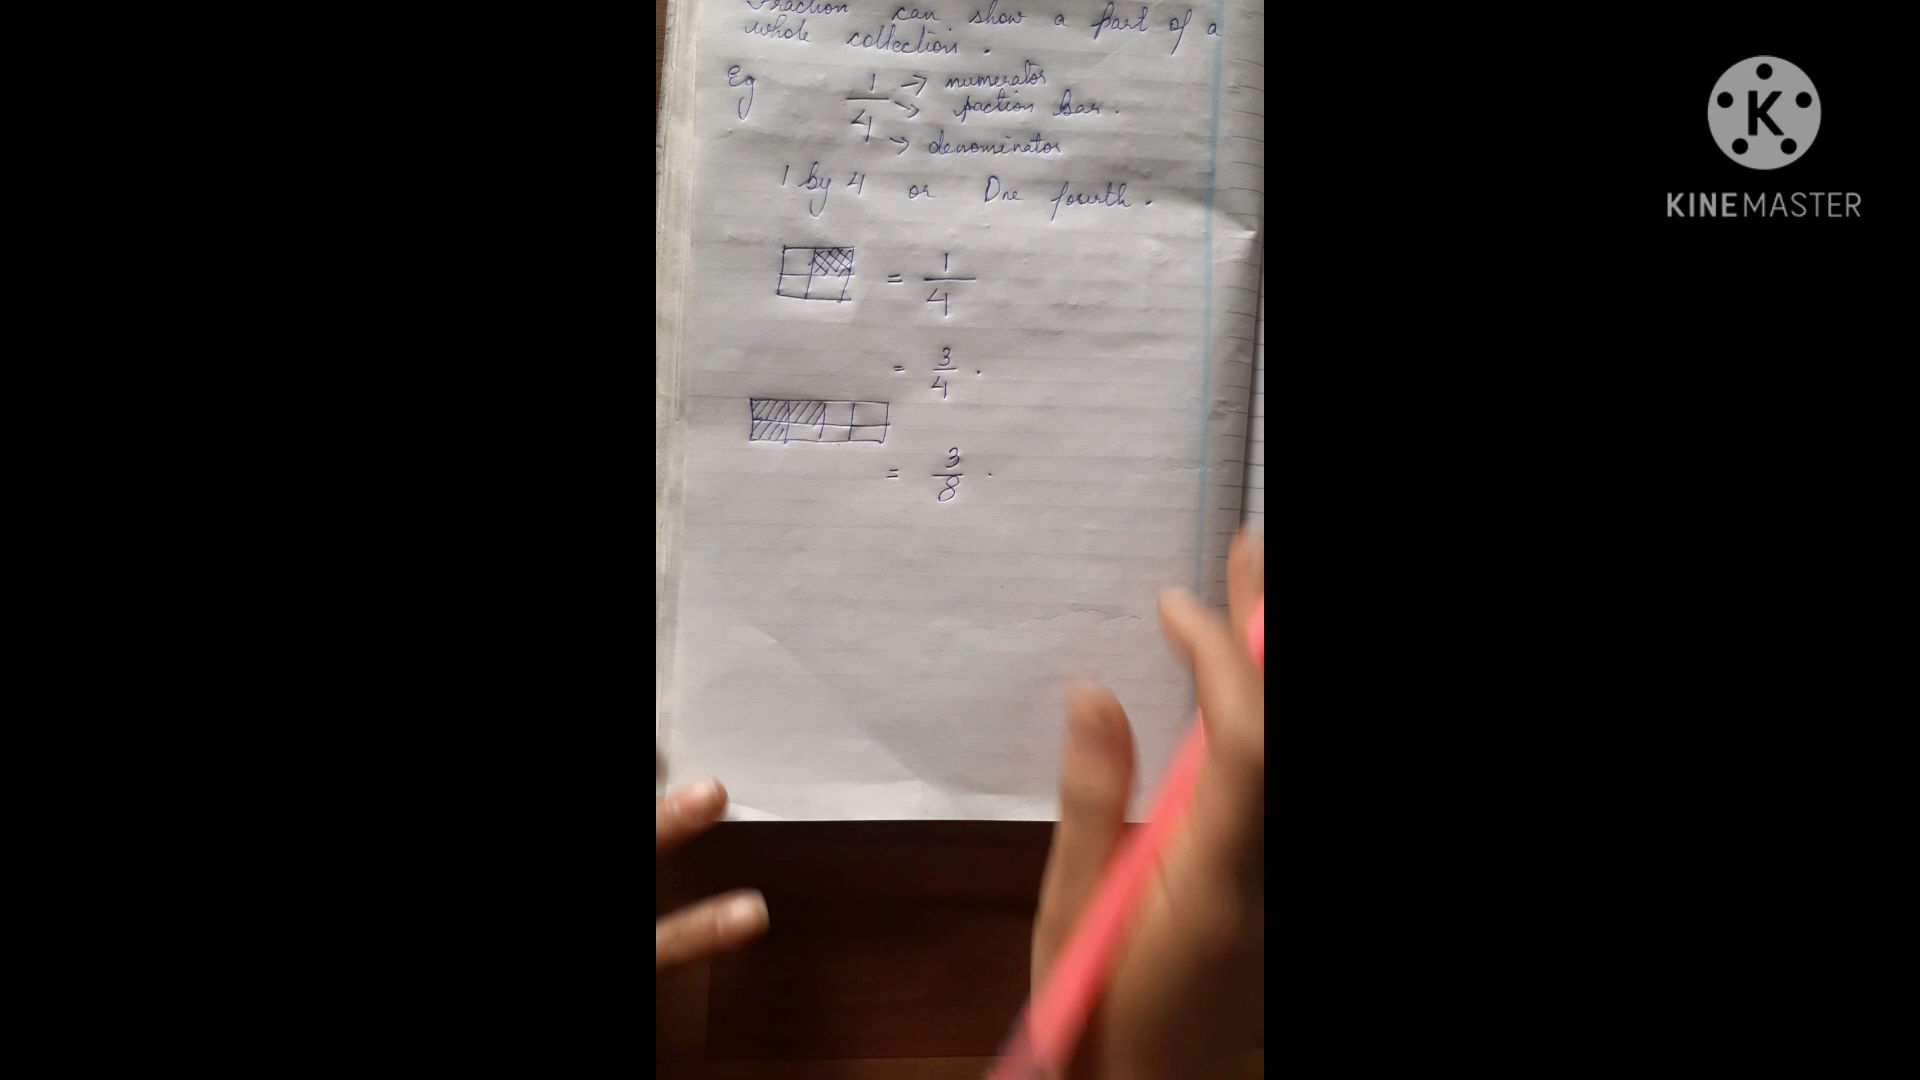 Fraction can show a part of a
whole collection.
Eg 1/4 → numerator
→ fraction bar.
→ denominator
1 by 4 or One fourth.
= 1/4
= 3/4.
= 3/8.
K
KINEMASTER